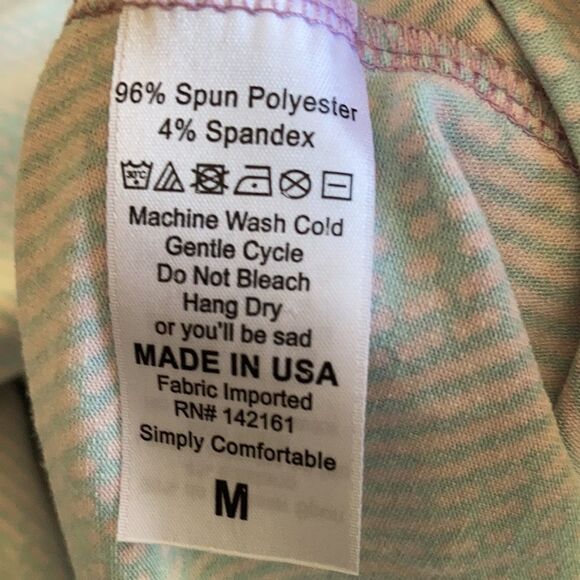 96% Spun Polyester
4% Spandex
30°C
Machine Wash Cold
Gentle Cycle
Do Not Bleach
Hang Dry
or you'll be sad
MADE IN USA
Fabric Imported
RN# 142161
Simply Comfortable
M